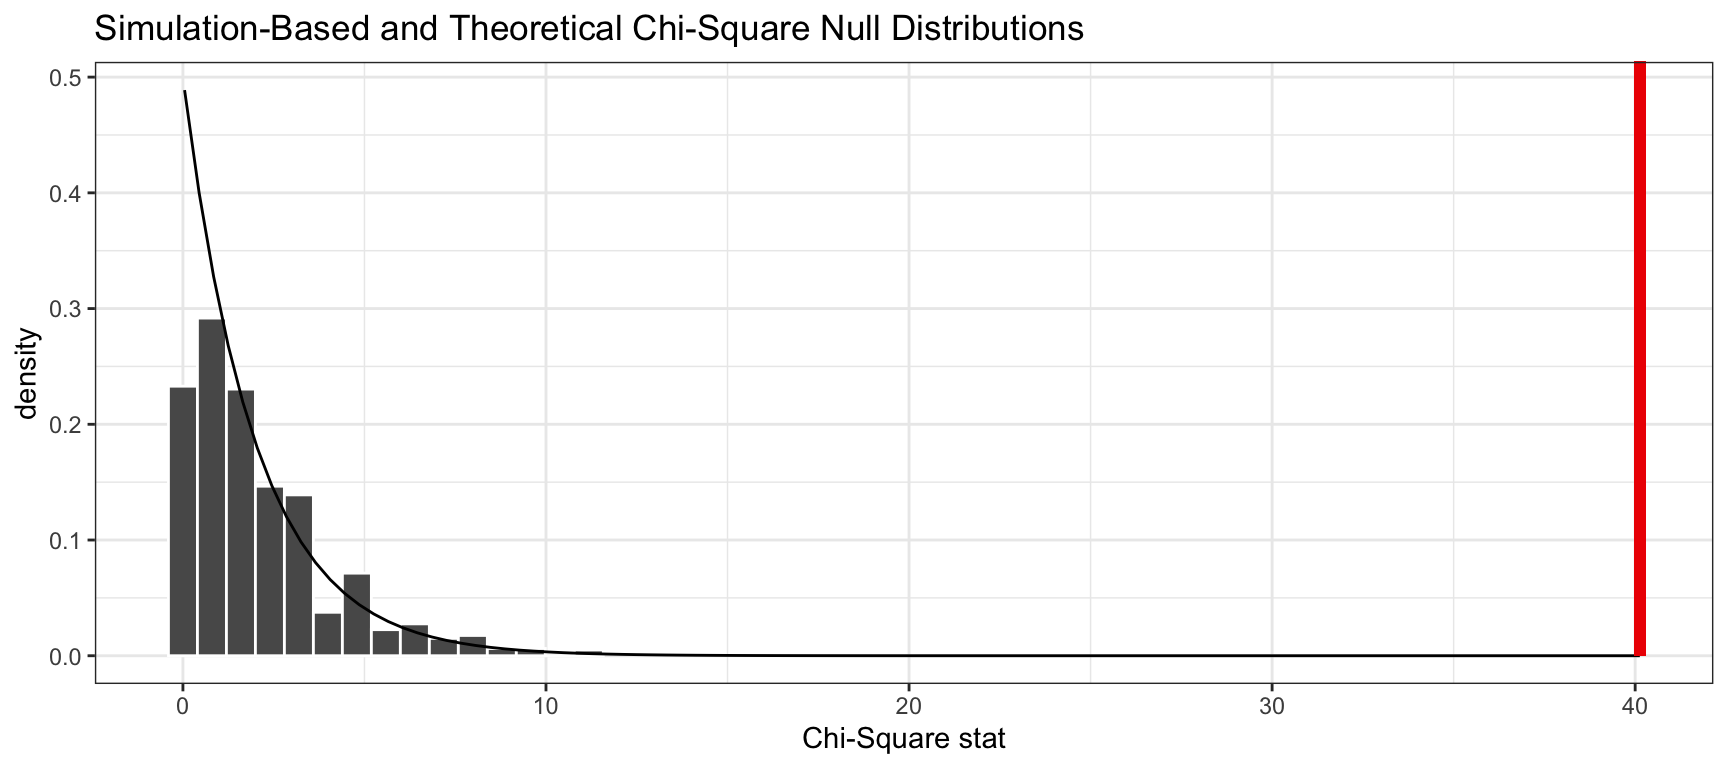 Simulation-Based and Theoretical Chi-Square Null Distributions
density
0.5
0.4
0.3
0.2
0.1
0.0
0 10 20 30 40
Chi-Square stat